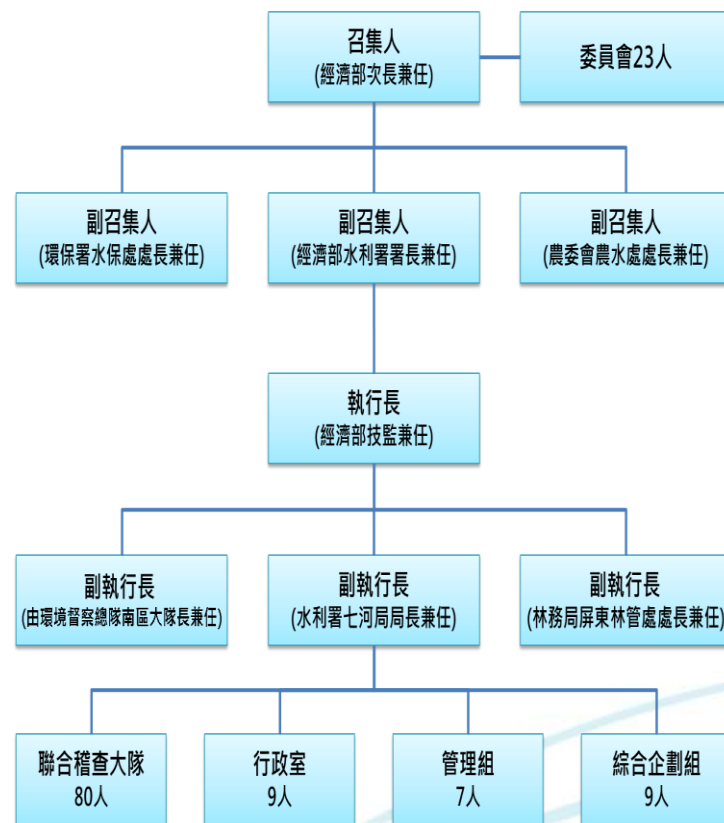 召集人
(經濟部次長兼任)
委員會23人
副召集人
(環保署水保處處長兼任)
副召集人
(經濟部水利署署長兼任)
副召集人
(農委會農水處處長兼任)
執行長
(經濟部技監兼任)
副執行長
(由環境督察總隊南區大隊長兼任)
副執行長
(水利署七河局局長兼任)
副執行長
(林務局屏東林管處處長兼任)
聯合稽查大隊
80人
行政室
9人
管理組
7人
綜合企劃組
9人